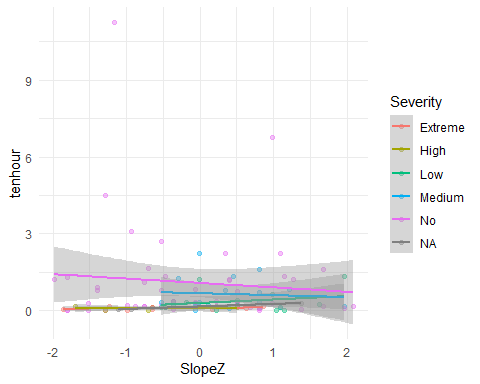 9
6
3
0
tenhour
-2
-1
0
1
2
SlopeZ
Severity
Extreme
High
Low
Medium
No
NA